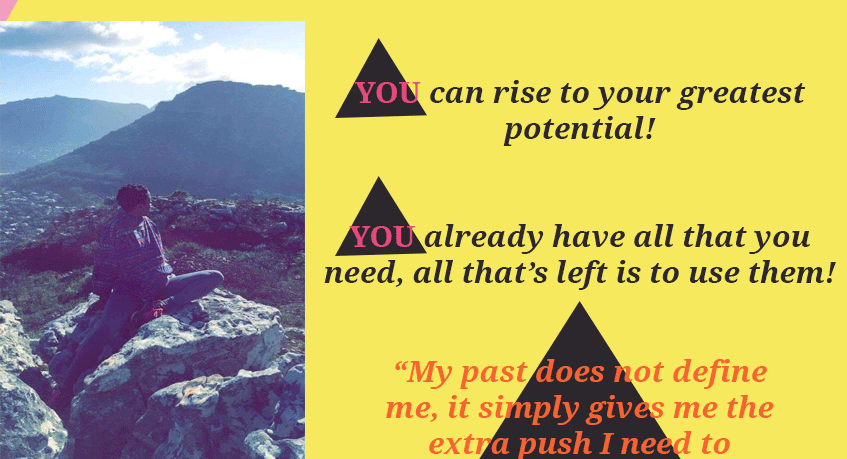 YOU can rise to your greatest
potential!
YOU already have all that you
need, all that's left is to use them!
“My past does not define
me, it simply gives me the
extra push I need to